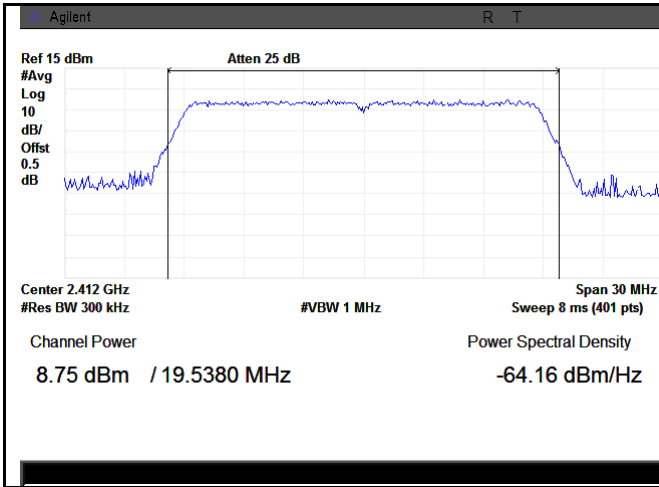 Agilent R T
Ref 15 dBm Atten 25 dB
#Avg
Log
10
dB/
Offst
0.5
dB
Center 2.412 GHz Span 30 MHz
#Res BW 300 kHz #VBW 1 MHz Sweep 8 ms (401 pts)
Channel Power Power Spectral Density
8.75 dBm / 19.5380 MHz -64.16 dBm/Hz